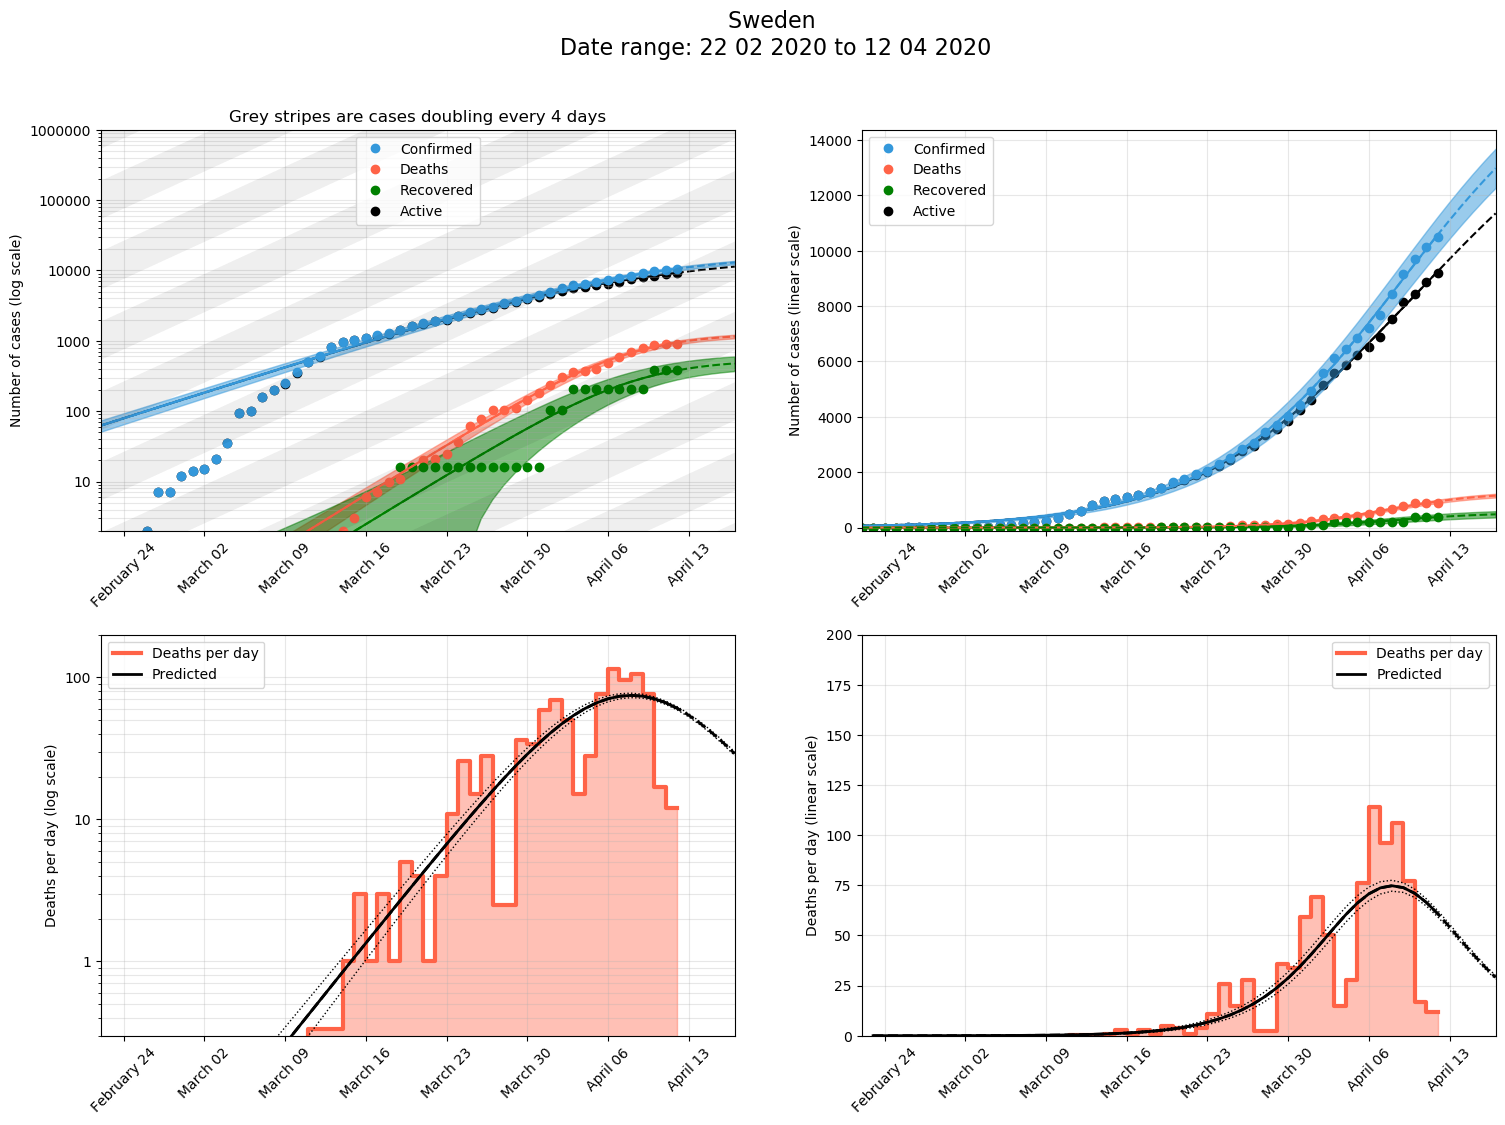 Sweden
Date range: 22 02 2020 to 12 04 2020
Grey stripes are cases doubling every 4 days
Number of cases (log scale)
1000000
100000
10000
1000
100
10
Confirmed
Deaths
Recovered
Active
February 24
March 02
March 09
March 16
March 23
March 30
April 06
April 13
Number of cases (linear scale)
14000
12000
10000
8000
6000
4000
2000
0
Confirmed
Deaths
Recovered
Active
February 24
March 02
March 09
March 16
March 23
March 30
April 06
April 13
Deaths per day (log scale)
100
10
1
Deaths per day
Predicted
February 24
March 02
March 09
March 16
March 23
March 30
April 06
April 13
Deaths per day (linear scale)
200
175
150
125
100
75
50
25
0
Deaths per day
Predicted
February 24
March 02
March 09
March 16
March 23
March 30
April 06
April 13